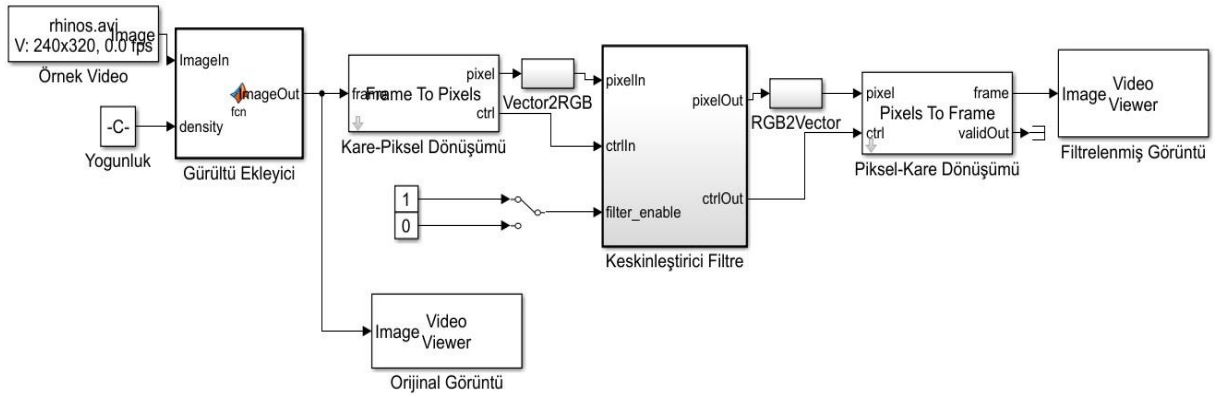 rhinos.avi
Image
V: 240x320, 0.0 fps
Örnek Video
-C-
Yogunluk
ImageIn
density
ImageOut
fcn
Gürültü Ekleyici
frame
Frame To Pixels
pixel
ctrl
Kare-Piksel Dönüşümü
Vector2RGB
1
0
pixelIn
ctrlIn
filter_enable
pixelOut
ctrlOut
Keskinleştirici Filtre
RGB2Vector
pixel
ctrl
Pixels To Frame
frame
validOut
Piksel-Kare Dönüşümü
Image
Video
Viewer
Filtrelenmiş Görüntü
Image
Video
Viewer
Orijinal Görüntü